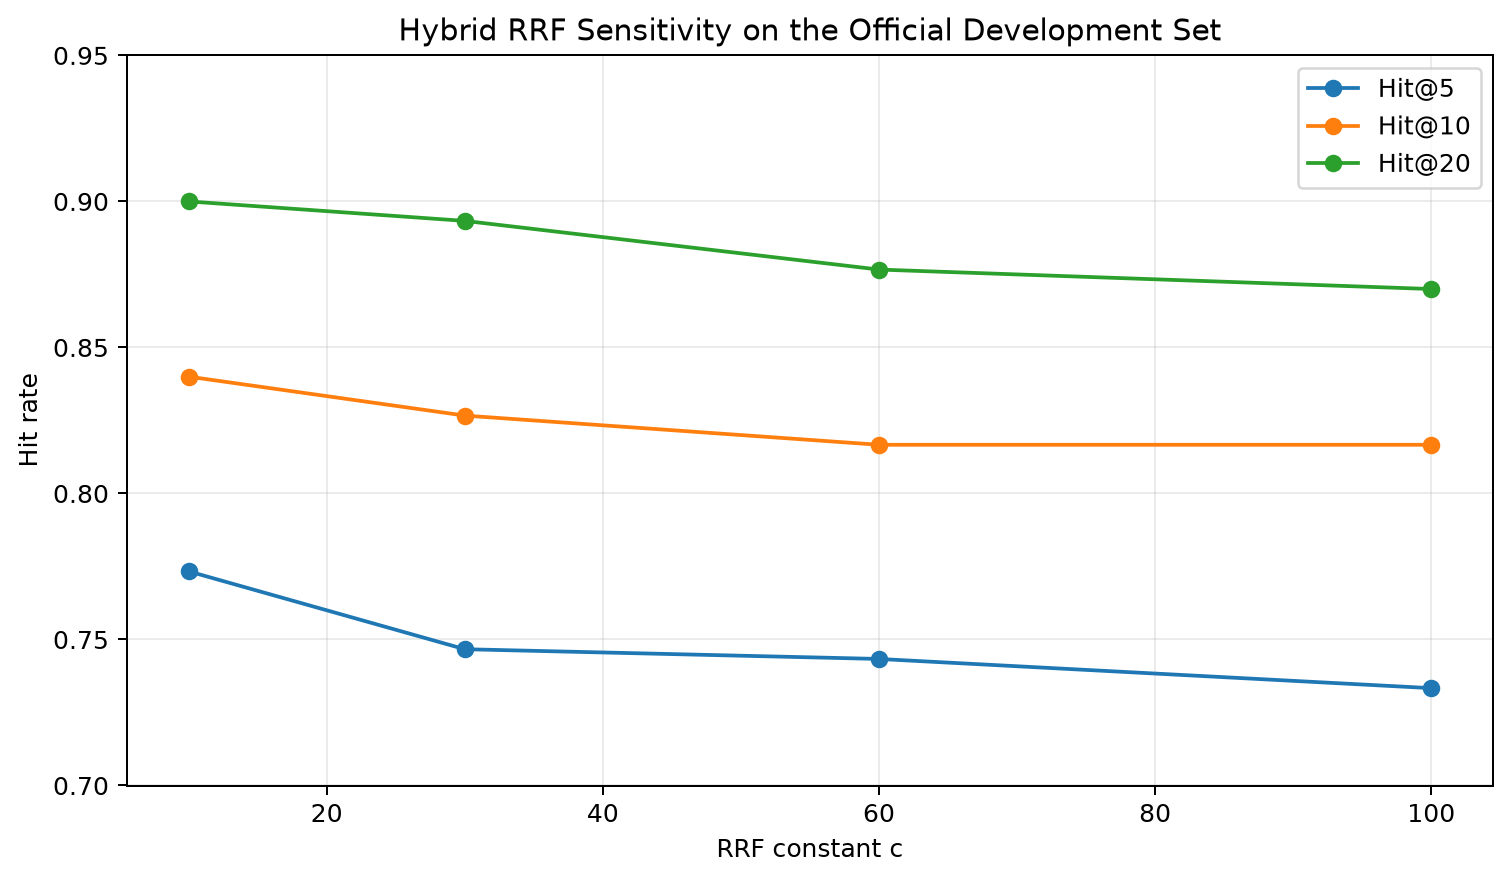 Hybrid RRF Sensitivity on the Official Development Set
Hit@5
Hit@10
Hit@20
0.95
0.90
0.85
0.80
0.75
0.70
Hit rate
20 40 60 80 100
RRF constant c